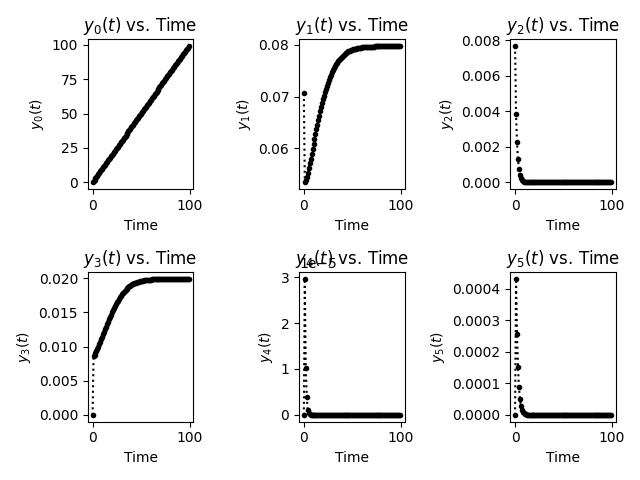 y₀(t) vs. Time
y₀(t)
100
75
50
25
0
0
100
Time
y₁(t) vs. Time
y₁(t)
0.08
0.07
0.06
0
100
Time
y₂(t) vs. Time
y₂(t)
0.008
0.006
0.004
0.002
0.000
0
100
Time
y₃(t) vs. Time
y₃(t)
0.020
0.015
0.010
0.005
0.000
0
100
Time
y₄(t) vs. Time
1e−5
y₄(t)
3
2
1
0
0
100
Time
y₅(t) vs. Time
y₅(t)
0.0004
0.0003
0.0002
0.0001
0.0000
0
100
Time